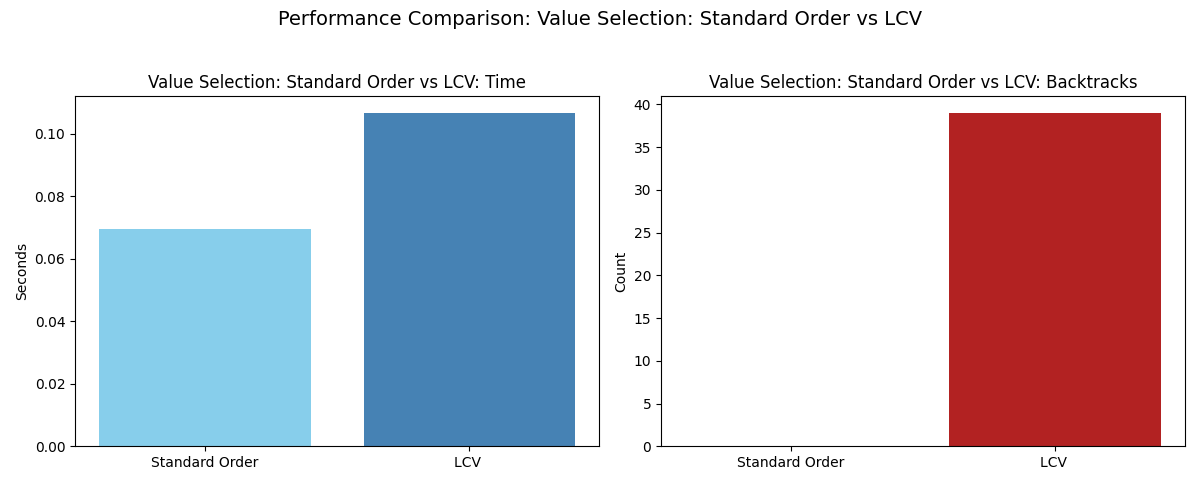 Performance Comparison: Value Selection: Standard Order vs LCV
Value Selection: Standard Order vs LCV: Time
0.10
0.08
0.06
0.04
0.02
0.00
Seconds
Standard Order
LCV
Value Selection: Standard Order vs LCV: Backtracks
40
35
30
25
20
15
10
5
0
Count
Standard Order
LCV